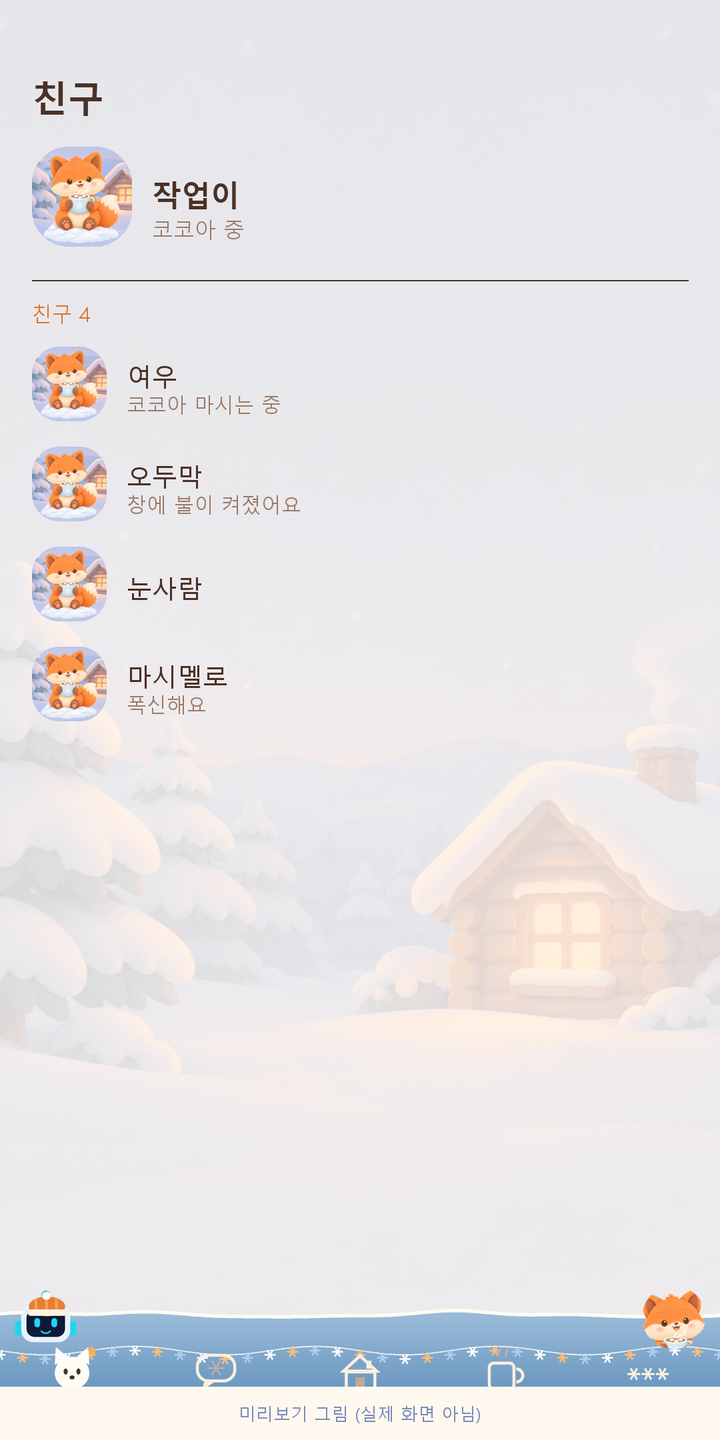 친구
작업이
코코아 중
친구 4
여우
코코아 마시는 중
오두막
창에 불이 켜졌어요
눈사람
마시멜로
폭신해요
미리보기 그림 (실제 화면 아님)